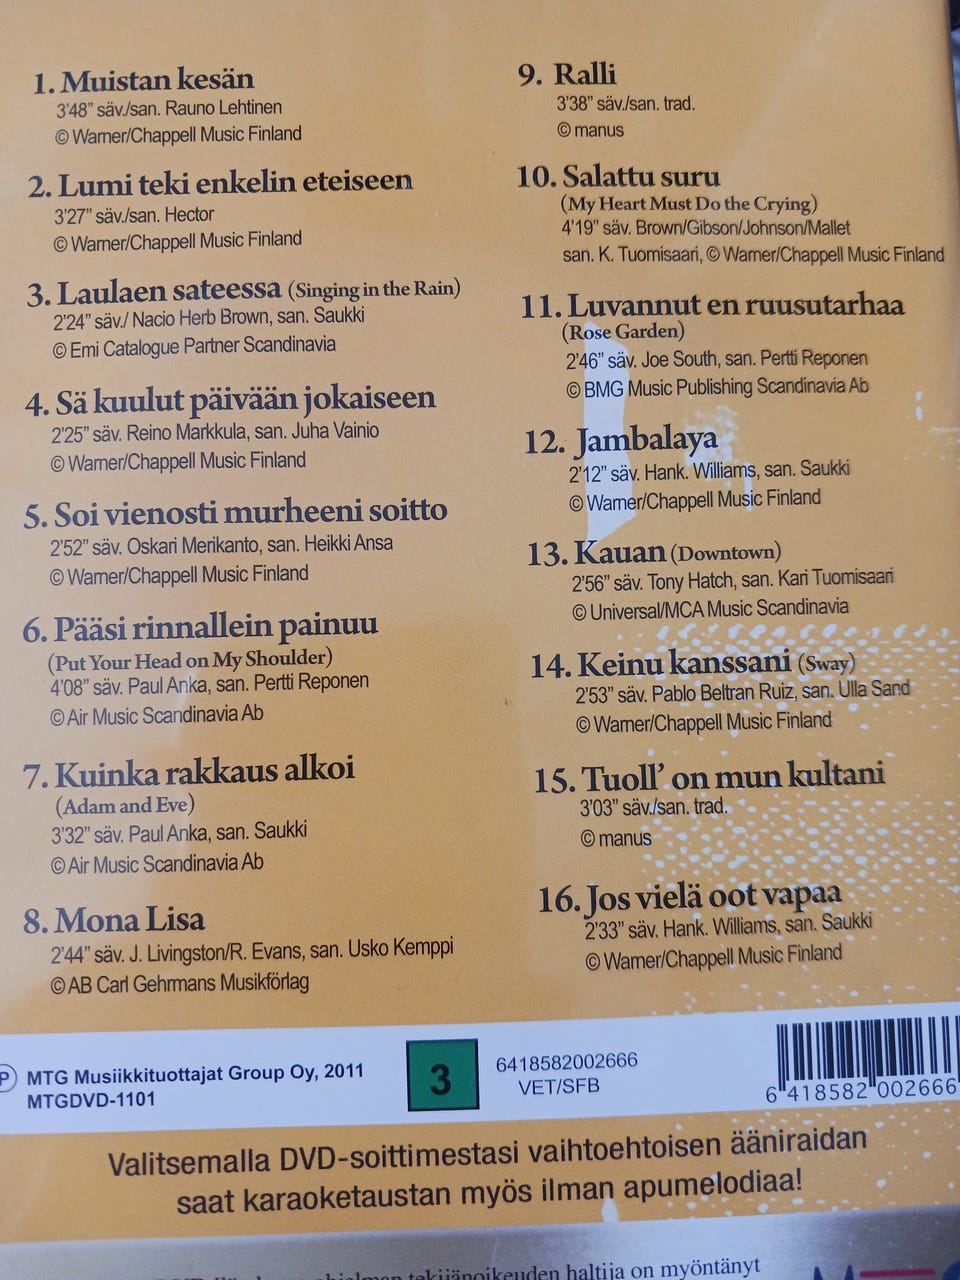 1. Muistan kesän
3'48" säv./san. Rauno Lehtinen
© Warner/Chappell Music Finland
2. Lumi teki enkelin eteiseen
3'27" säv./san. Hector
© Warner/Chappell Music Finland
3. Laulaen sateessa (Singing in the Rain)
2'24" säv./ Nacio Herb Brown, san. Saukki
© Emi Catalogue Partner Scandinavia
4. Sä kuulut päivään jokaiseen
2'25" säv. Reino Markkula, san. Juha Vainio
© Warner/Chappell Music Finland
5. Soi vienosti murheeni soitto
2'52" säv. Oskari Merikanto, san. Heikki Ansa
© Warner/Chappell Music Finland
6. Pääsi rinnallein painuu
(Put Your Head on My Shoulder)
4'08" säv. Paul Anka, san. Pertti Reponen
© Air Music Scandinavia Ab
7. Kuinka rakkaus alkoi
(Adam and Eve)
3'32" säv. Paul Anka, san. Saukki
© Air Music Scandinavia Ab
8. Mona Lisa
2'44" säv. J. Livingston/R. Evans, san. Usko Kemppi
© AB Carl Gehrmans Musikförlag
9. Ralli
3'38" säv./san. trad.
© manus
10. Salattu suru
(My Heart Must Do the Crying)
4'19" säv. Brown/Gibson/Johnson/Mallet
san. K. Tuomisaari, © Warner/Chappell Music Finland
11. Luvannut en ruusutarhaa
(Rose Garden)
2'46" säv. Joe South, san. Pertti Reponen
© BMG Music Publishing Scandinavia Ab
12. Jambalaya
2'12" säv. Hank. Williams, san. Saukki
© Warner/Chappell Music Finland
13. Kauan (Downtown)
2'56" säv. Tony Hatch, san. Kari Tuomisaari
© Universal/MCA Music Scandinavia
14. Keinu kanssani (Sway)
2'53" säv. Pablo Beltran Ruiz, san. Ulla Sand
© Warner/Chappell Music Finland
15. Tuoll' on mun kultani
3'03" säv./san. trad.
© manus
16. Jos vielä oot vapaa
2'33" säv. Hank. Williams, san. Saukki
© Warner/Chappell Music Finland
℗ MTG Musiikkituottajat Group Oy, 2011
MTGDVD-1101
3
6418582002666
VET/SFB
6 418582 002666
Valitsemalla DVD-soittimestasi vaihtoehtoisen ääniraidan
saat karaoketaustan myös ilman apumelodiaa!
tekijänoikeuden haltija on myöntänyt